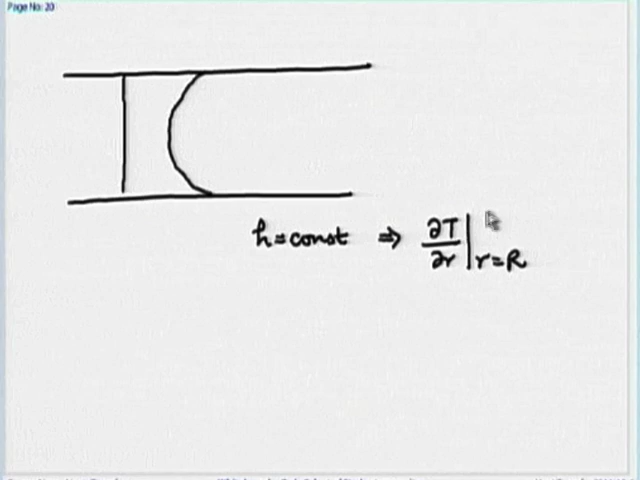 Page No: 20
h = const ⇒ ∂T/∂r |r=R